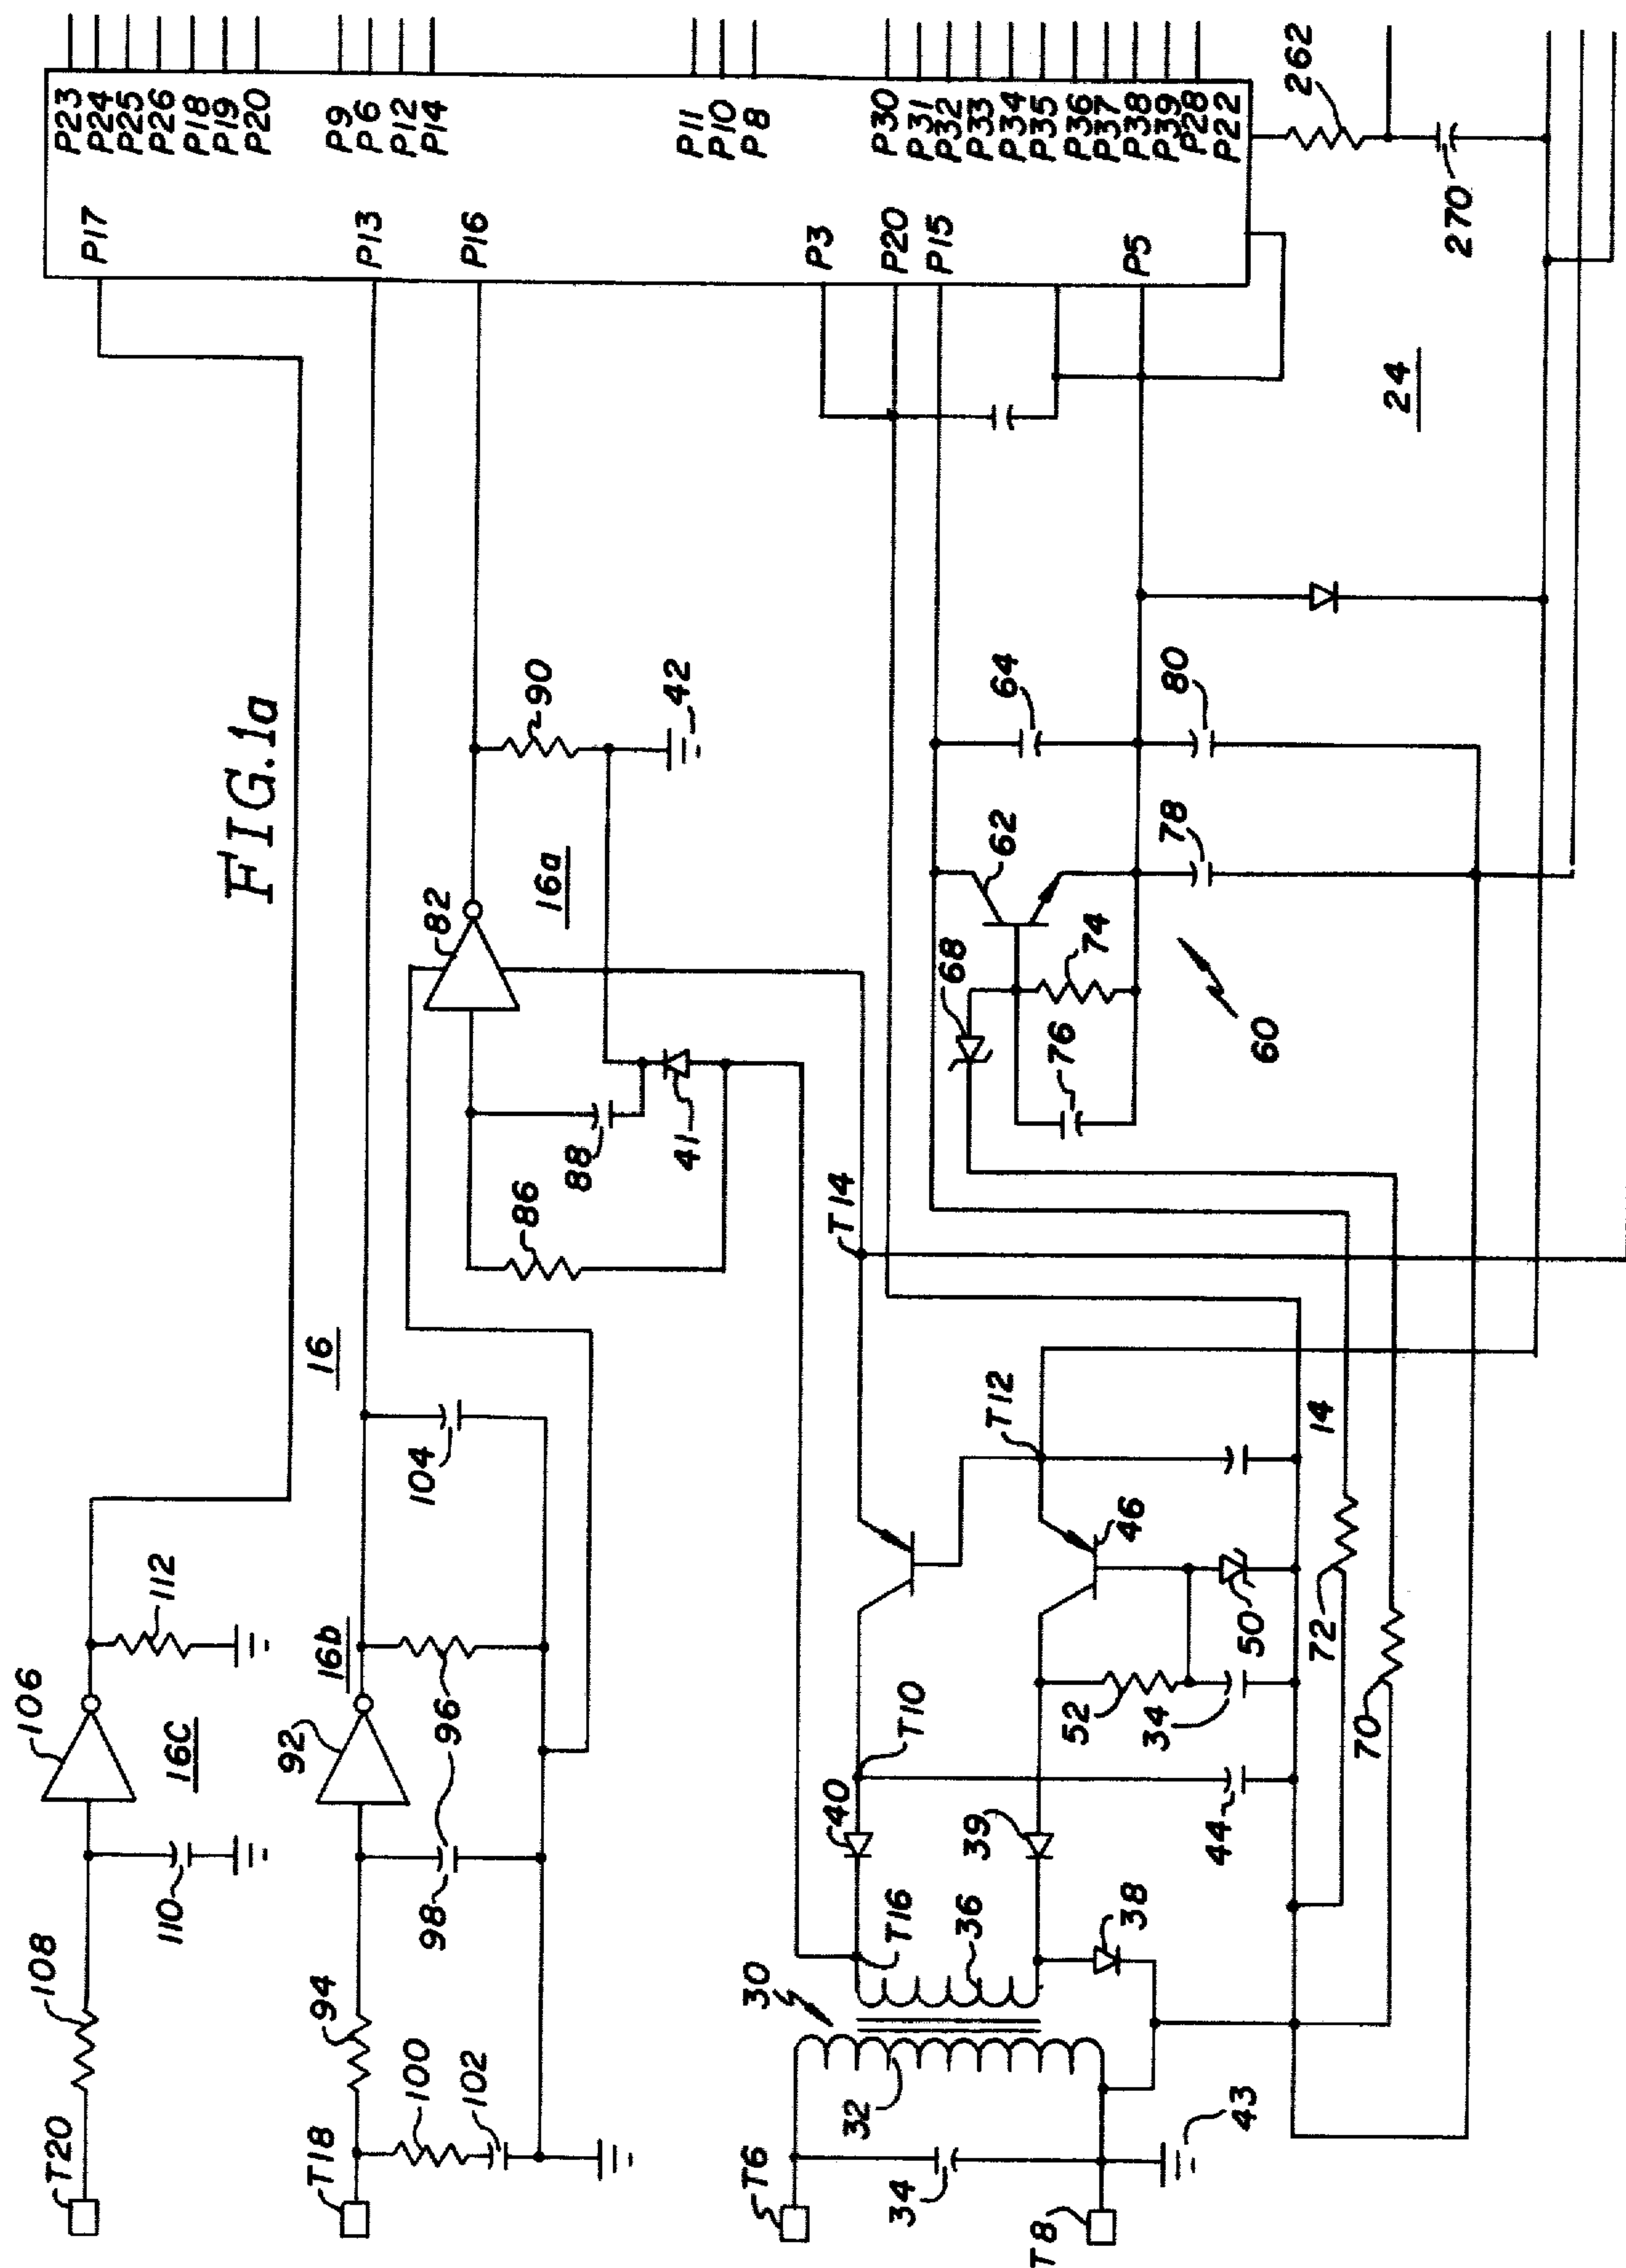 FIG.1a
P23
P24
P25
P26
P18
P19
P20
P9
P6
P12
P14
P11
P10
P8
P30
P31
P32
P33
P34
P35
P36
P37
P38
P39
P28
P22
P17
P13
P16
P3
P20
P15
P5
262
270
24
T20
108
110
106
16C
112
T18
94
100
102
98
92
96
16b
104
16
82
16a
90
42
86
88
41
T14
T6
T8
34
43
32
30
36
T16
38
40
39
T10
44
52
34
50
46
T12
14
72
70
68
76
74
62
60
64
78
80